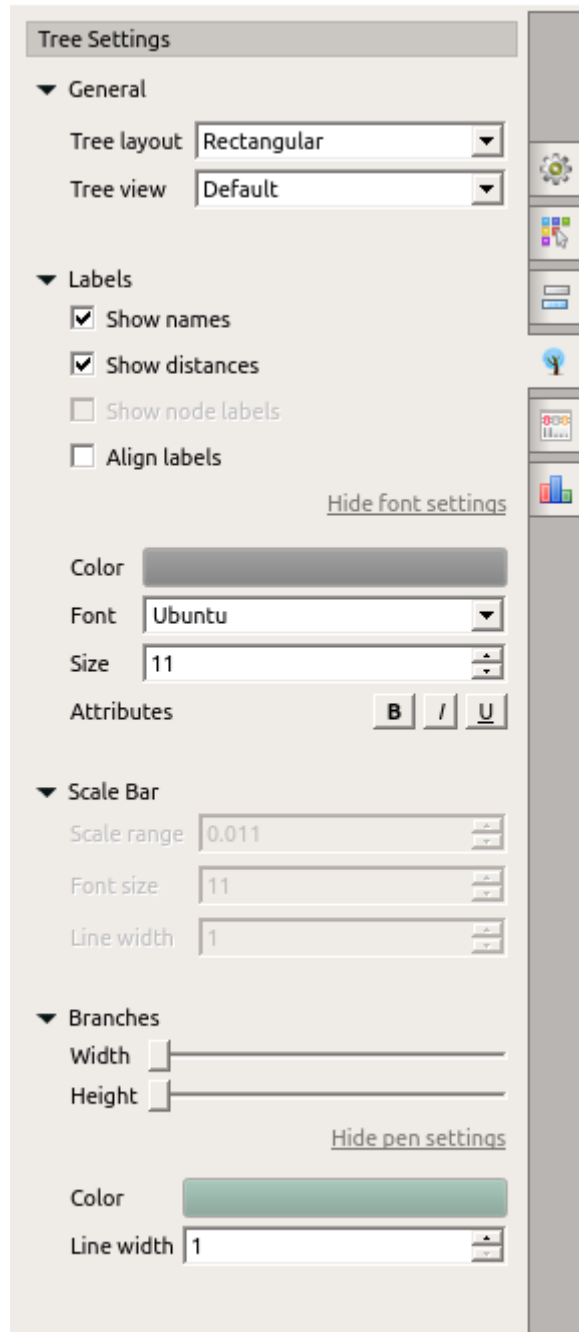 Tree Settings
General
Tree layout Rectangular
Tree view Default
Labels
Show names
Show distances
Show node labels
Align labels
Hide font settings
Color
Font Ubuntu
Size 11
Attributes B I U
Scale Bar
Scale range 0.011
Font size 11
Line width 1
Branches
Width
Height
Hide pen settings
Color
Line width 1